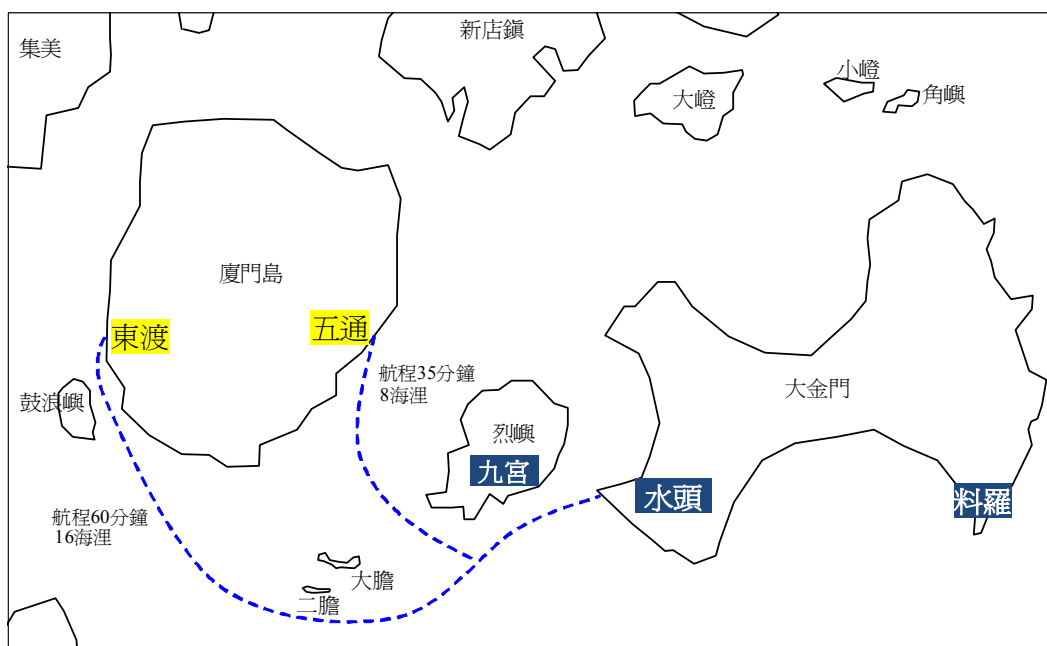 集美
新店鎮
小嶝
大嶝
角嶼
廈門島
東渡
五通
航程35分鐘
8海浬
大金門
鼓浪嶼
烈嶼
九宮
水頭
料羅
航程60分鐘
16海浬
大膽
二膽